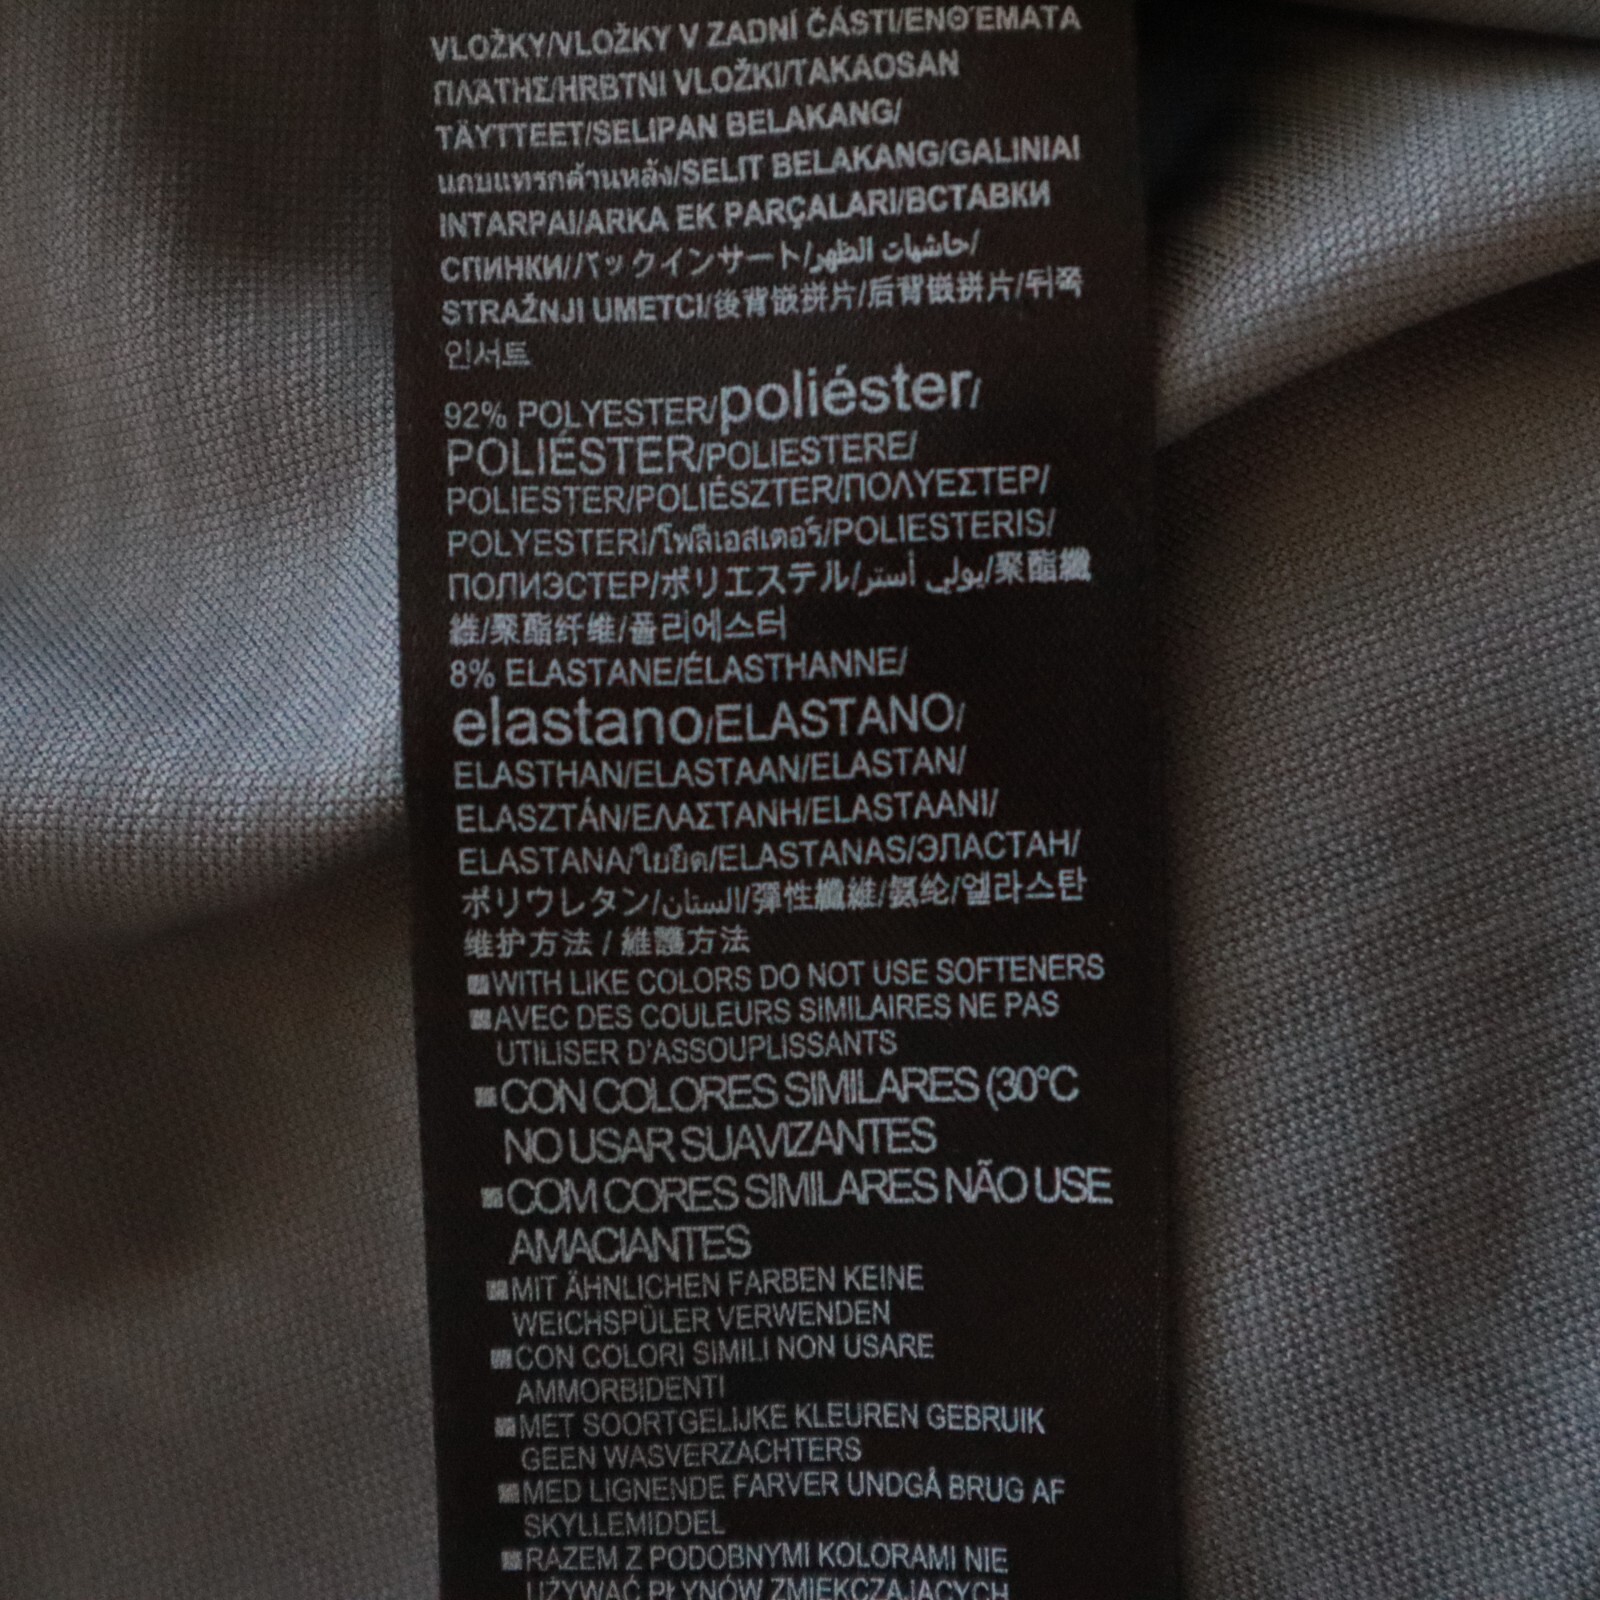 VLOŽKY/VLOŽKY V ZADNÍ ČÁSTI/ΕΝΘΈΜΑΤΑ
ΠΛΆΤΗΣ/HRBTNI VLOŽKI/TAKAOSAN
TÄYTTEET/SELIPAN BELAKANG/
แถบแทรกด้านหลัง/SELIT BELAKANG/GALINIAI
INTARPAI/ARKA EK PARÇALARI/ВСТАВКИ
СПИНКИ/バックインサート/حاشيات الظهر/
STRAŽNJI UMETCI/後背嵌拼片/后背嵌拼片/뒤쪽
인서트
92% POLYESTER/poliéster/
POLIÉSTER/POLIESTERE/
POLIESTER/POLIÉSZTER/ΠΟΛΥΕΣΤΕΡ/
POLYESTERI/โพลีเอสเตอร์/POLIESTERIS/
ПОЛИЭСТЕР/ポリエステル/بولي أستر/聚酯纖
維/聚酯纤维/폴리에스터
8% ELASTANE/ÉLASTHANNE/
elastano/ELASTANO/
ELASTHAN/ELASTAAN/ELASTAN/
ELASZTÁN/ΕΛΑΣΤΑΝΗ/ELASTAANI/
ELASTANA/ใยยืด/ELASTANAS/ЭЛАСТАН/
ポリウレタン/الستان/彈性纖維/氨纶/엘라스탄
维护方法 / 維護方法
WITH LIKE COLORS DO NOT USE SOFTENERS
AVEC DES COULEURS SIMILAIRES NE PAS
UTILISER D'ASSOUPLISSANTS
CON COLORES SIMILARES (30°C
NO USAR SUAVIZANTES
COM CORES SIMILARES NÃO USE
AMACIANTES
MIT ÄHNLICHEN FARBEN KEINE
WEICHSPÜLER VERWENDEN
CON COLORI SIMILI NON USARE
AMMORBIDENTI
MET SOORTGELIJKE KLEUREN GEBRUIK
GEEN WASVERZACHTERS
MED LIGNENDE FARVER UNDGÅ BRUG AF
SKYLLEMIDDEL
RAZEM Z PODOBNYMI KOLORAMI NIE
UŻYWAĆ PŁYNÓW ZMIĘKCZAJĄCYCH